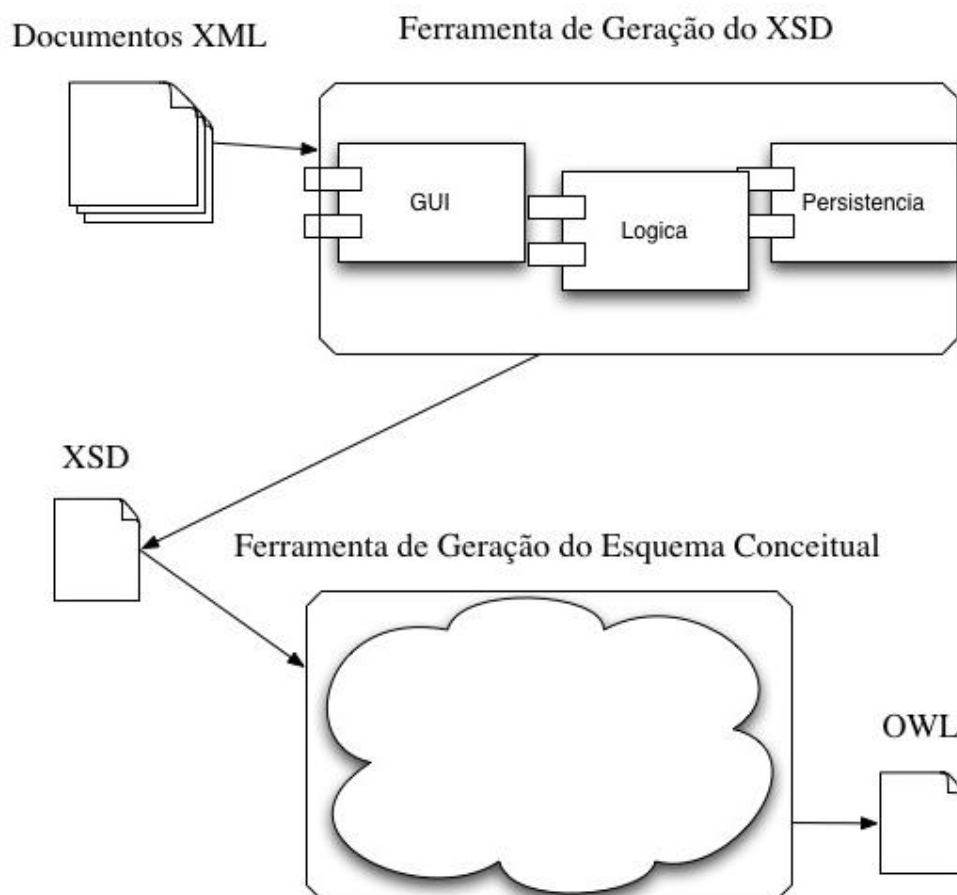 Documentos XML
Ferramenta de Geração do XSD
GUI
Logica
Persistencia
XSD
Ferramenta de Geração do Esquema Conceitual
OWL